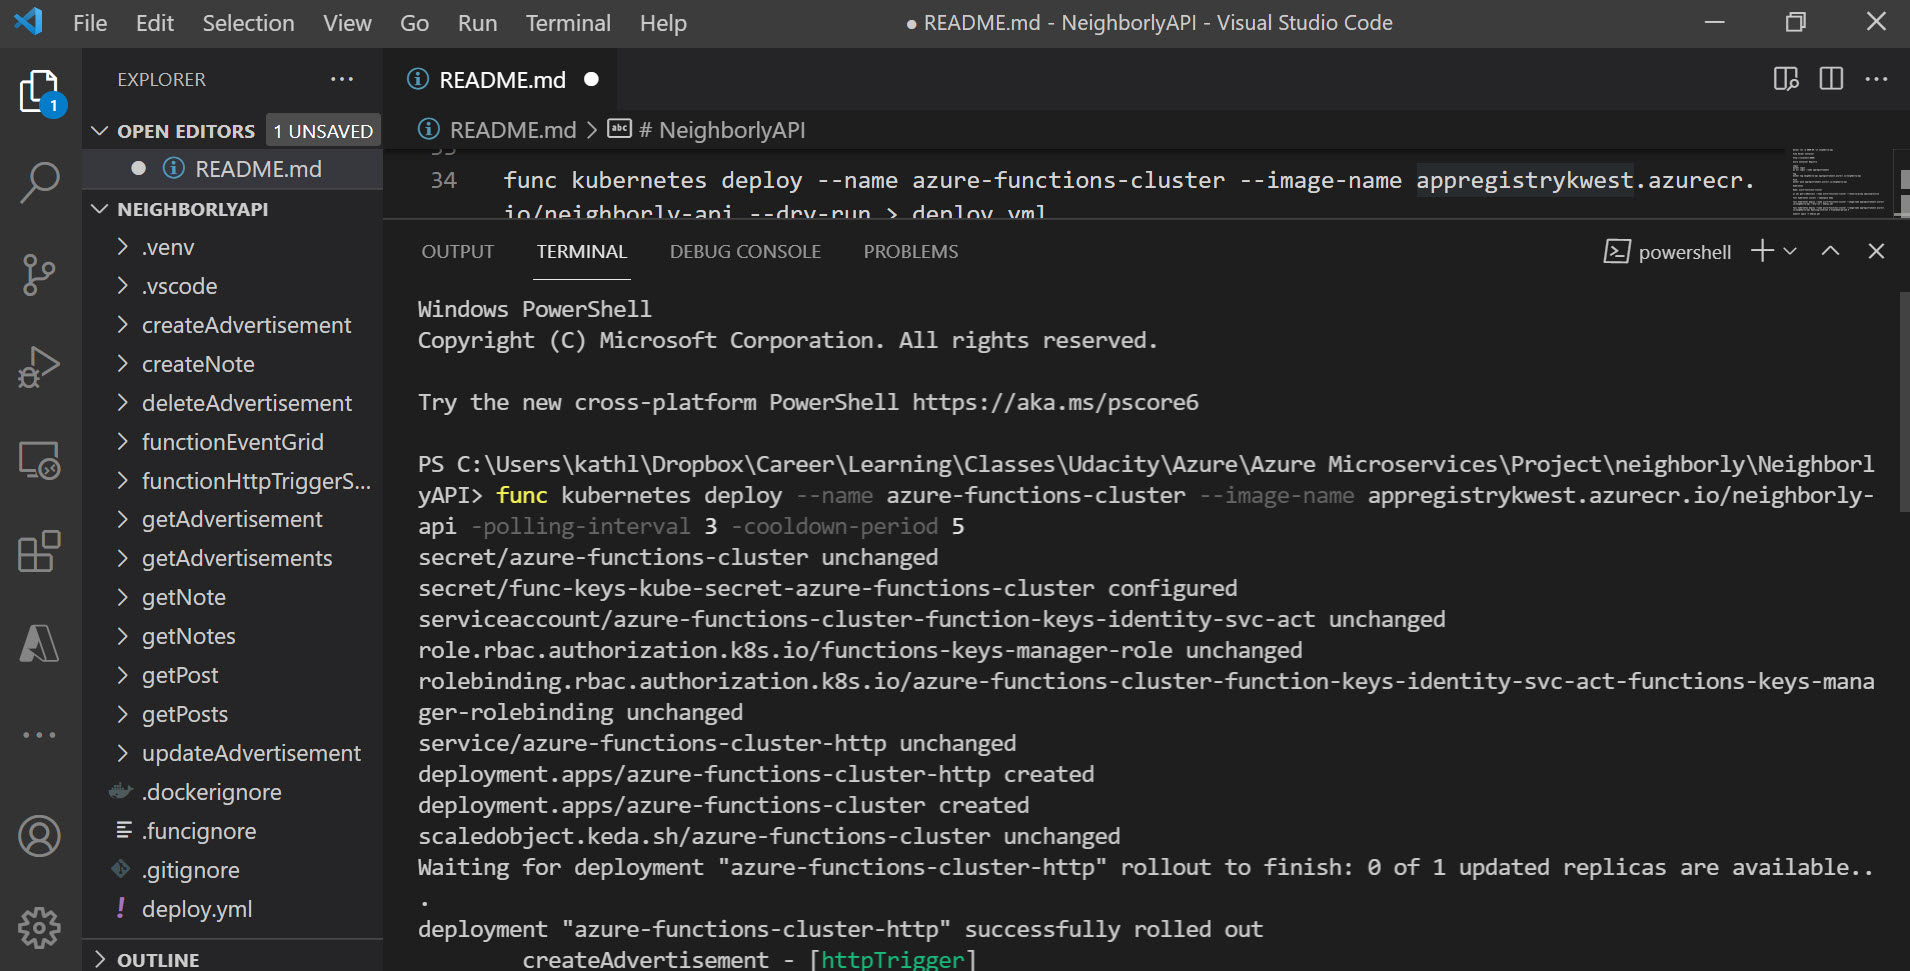 File Edit Selection View Go Run Terminal Help ● README.md - NeighborlyAPI - Visual Studio Code
EXPLORER
1
OPEN EDITORS 1 UNSAVED
README.md
NEIGHBORLYAPI
.venv
.vscode
createAdvertisement
createNote
deleteAdvertisement
functionEventGrid
functionHttpTriggerS...
getAdvertisement
getAdvertisements
getNote
getNotes
getPost
getPosts
updateAdvertisement
.dockerignore
.funcignore
.gitignore
! deploy.yml
OUTLINE
README.md ●
README.md > abc # NeighborlyAPI
33
34 func kubernetes deploy --name azure-functions-cluster --image-name appregistrykwest.azurecr.
io/neighborly-api --dry-run > deploy.yml
OUTPUT TERMINAL DEBUG CONSOLE PROBLEMS powershell
Windows PowerShell
Copyright (C) Microsoft Corporation. All rights reserved.
Try the new cross-platform PowerShell https://aka.ms/pscore6
PS C:\Users\kathl\Dropbox\Career\Learning\Classes\Udacity\Azure\Azure Microservices\Project\neighborly\Neighborl
yAPI> func kubernetes deploy --name azure-functions-cluster --image-name appregistrykwest.azurecr.io/neighborly-
api -polling-interval 3 -cooldown-period 5
secret/azure-functions-cluster unchanged
secret/func-keys-kube-secret-azure-functions-cluster configured
serviceaccount/azure-functions-cluster-function-keys-identity-svc-act unchanged
role.rbac.authorization.k8s.io/functions-keys-manager-role unchanged
rolebinding.rbac.authorization.k8s.io/azure-functions-cluster-function-keys-identity-svc-act-functions-keys-mana
ger-rolebinding unchanged
service/azure-functions-cluster-http unchanged
deployment.apps/azure-functions-cluster-http created
deployment.apps/azure-functions-cluster created
scaledobject.keda.sh/azure-functions-cluster unchanged
Waiting for deployment "azure-functions-cluster-http" rollout to finish: 0 of 1 updated replicas are available..
.
deployment "azure-functions-cluster-http" successfully rolled out
createAdvertisement - [httpTrigger]